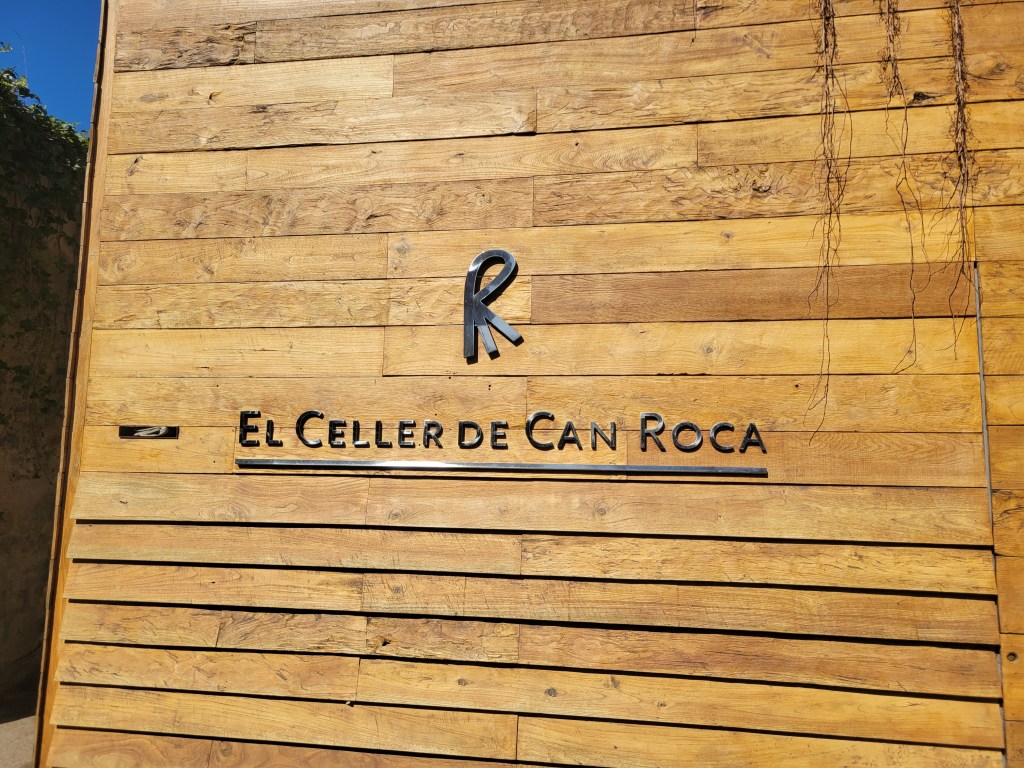 R
EL CELLER DE CAN ROCA